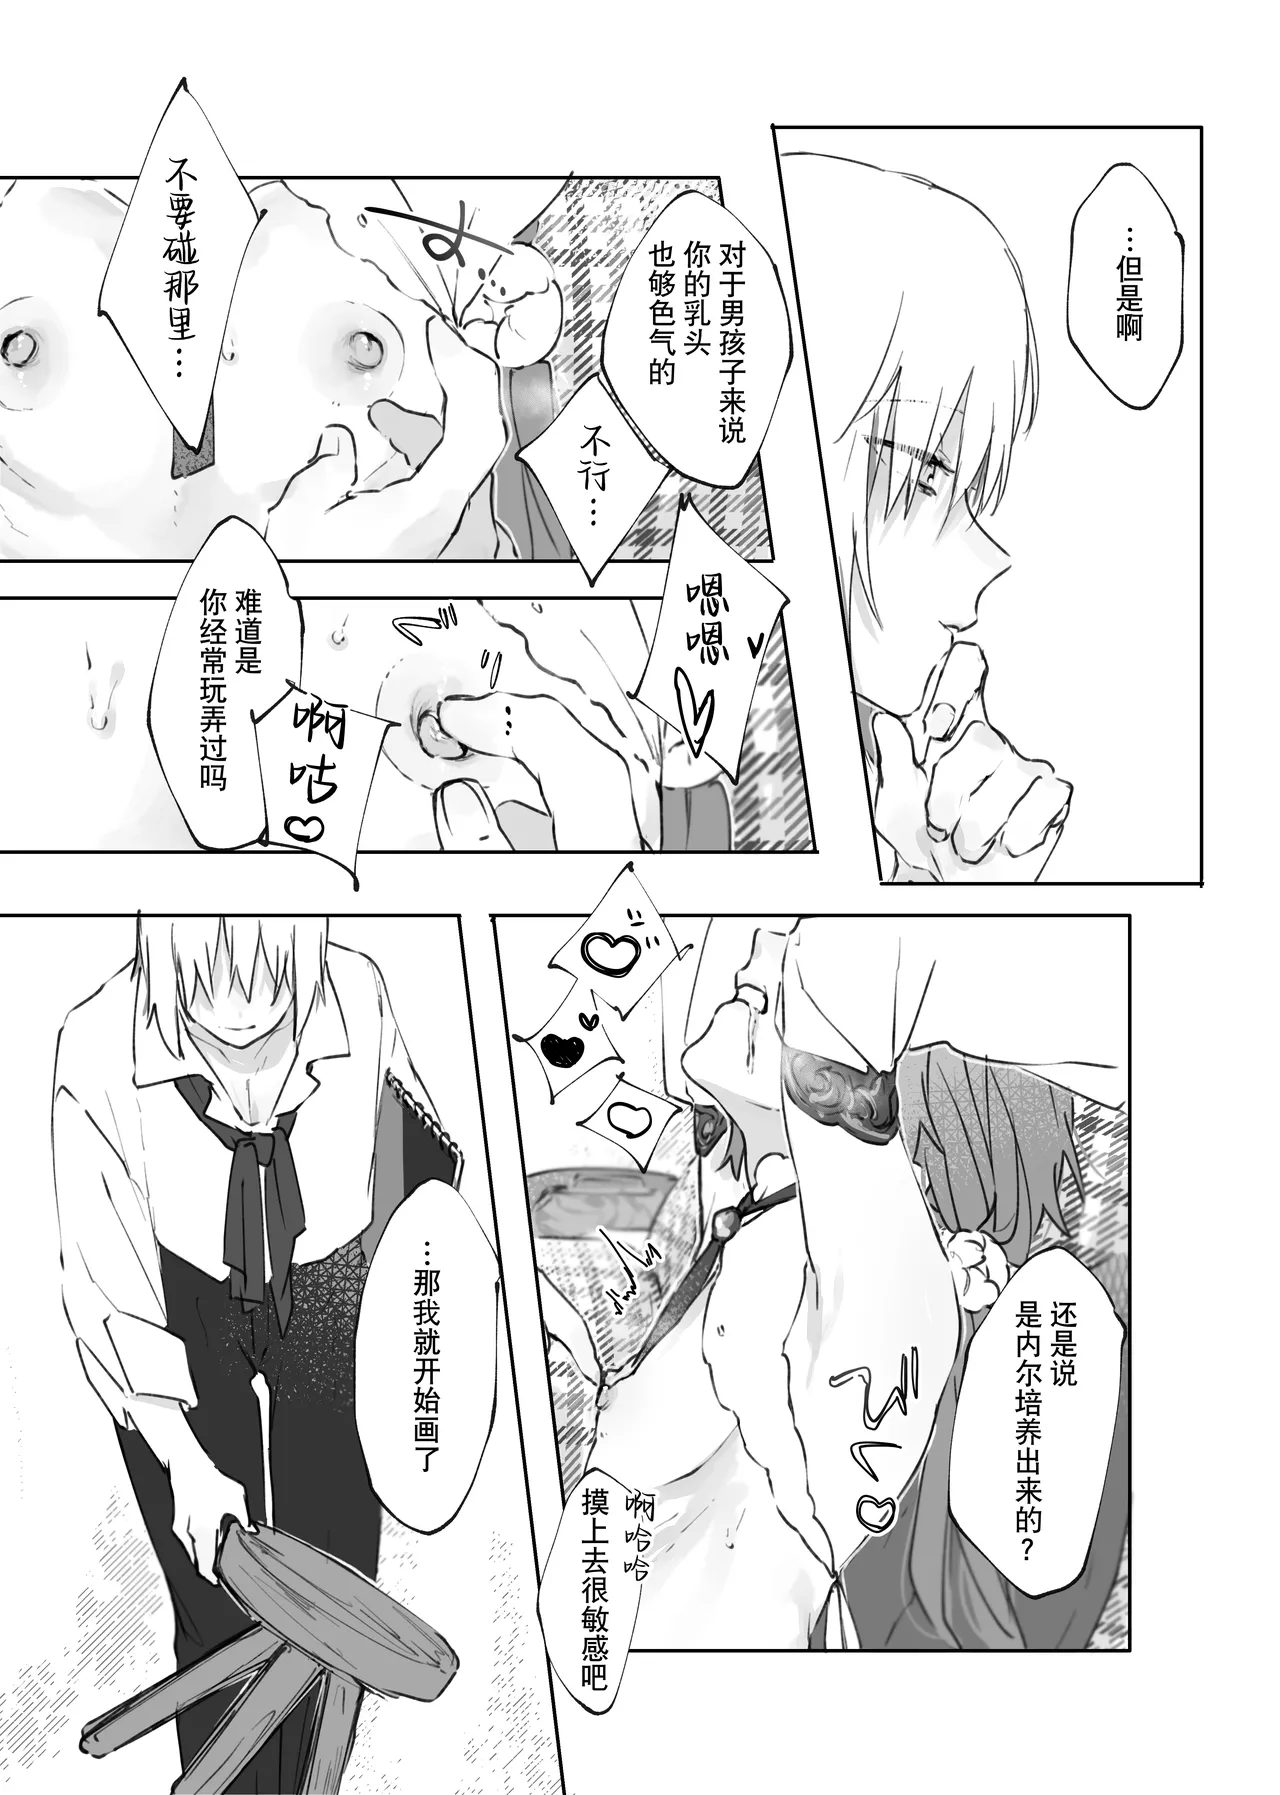 …但是啊
对于男孩子来说
你的乳头
也够色气的
不行…
不要碰那里…
嗯嗯
难道是
你经常玩弄过吗
啊咕
还是说
是内尔培养出来的？
啊哈哈
摸上去很敏感吧
…那我就开始画了